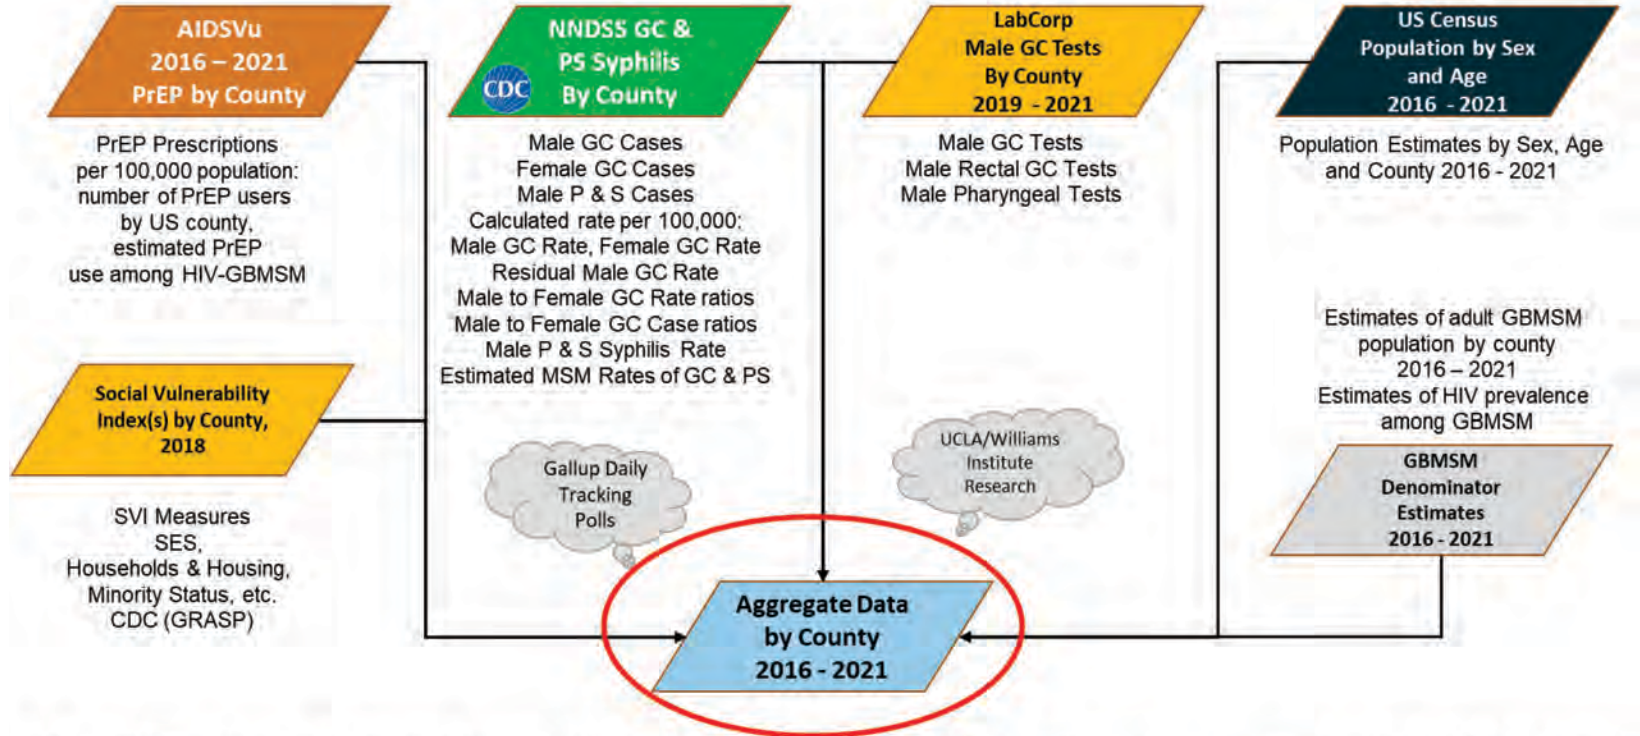 AIDSVu
2016 – 2021
PrEP by County
PrEP Prescriptions
per 100,000 population:
number of PrEP users
by US county,
estimated PrEP
use among HIV-GBMSM
Social Vulnerability
Index(s) by County,
2018
SVI Measures
SES,
Households & Housing,
Minority Status, etc.
CDC (GRASP)
NNDSS GC &
PS Syphilis
By County
CDC
Male GC Cases
Female GC Cases
Male P & S Cases
Calculated rate per 100,000:
Male GC Rate, Female GC Rate
Residual Male GC Rate
Male to Female GC Rate ratios
Male to Female GC Case ratios
Male P & S Syphilis Rate
Estimated MSM Rates of GC & PS
Gallup Daily
Tracking
Polls
LabCorp
Male GC Tests
By County
2019 - 2021
Male GC Tests
Male Rectal GC Tests
Male Pharyngeal Tests
UCLA/Williams
Institute
Research
US Census
Population by Sex
and Age
2016 - 2021
Population Estimates by Sex, Age
and County 2016 - 2021
Estimates of adult GBMSM
population by county
2016 – 2021
Estimates of HIV prevalence
among GBMSM
GBMSM
Denominator
Estimates
2016 - 2021
Aggregate Data
by County
2016 - 2021